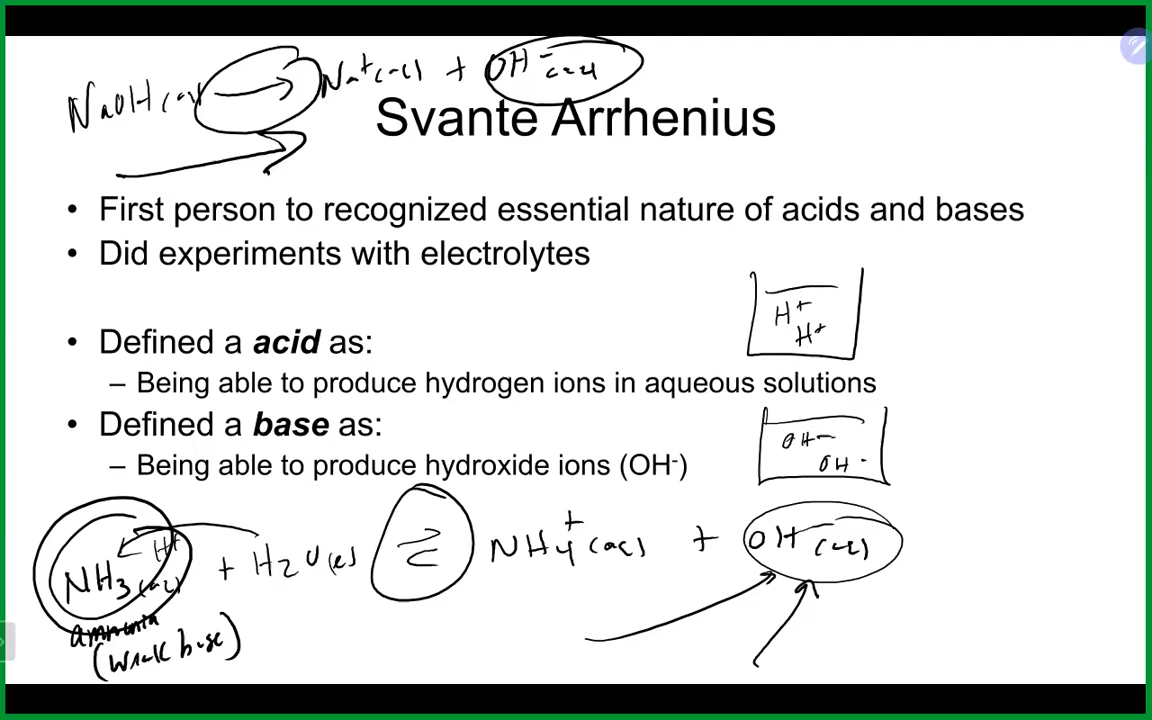 NaOH(aq) → Na+(aq) + OH-(aq)
Svante Arrhenius
• First person to recognized essential nature of acids and bases
• Did experiments with electrolytes
H+
H+
• Defined a acid as:
– Being able to produce hydrogen ions in aqueous solutions
• Defined a base as:
OH-
OH-
– Being able to produce hydroxide ions (OH-)
H+
NH3(aq) + H2O(l) ⇌ NH4+(aq) + OH-(aq)
ammonia
(weak base)